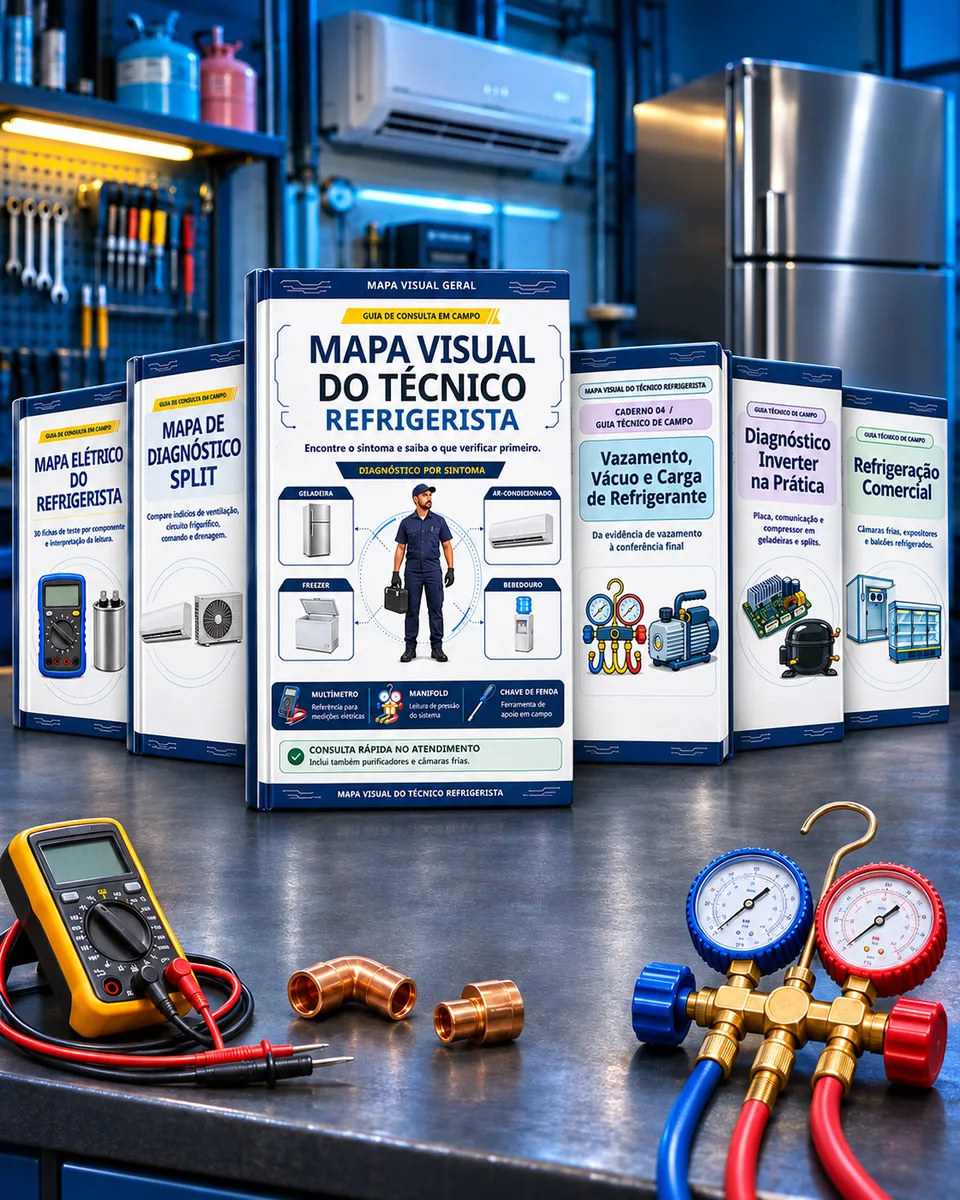 MAPA VISUAL GERAL
GUIA DE CONSULTA EM CAMPO
MAPA VISUAL
DO TÉCNICO
REFRIGERISTA
Encontre o sintoma e saiba o que verificar primeiro.
DIAGNÓSTICO POR SINTOMA
GELADEIRA
AR-CONDICIONADO
FREEZER
BEBEDOURO
MULTÍMETRO
Referência para
medições elétricas
MANIFOLD
Leitura de pressão
do sistema
CHAVE DE FENDA
Ferramenta de
apoio em campo
CONSULTA RÁPIDA NO ATENDIMENTO
Inclui também purificadores e câmaras frias.
MAPA VISUAL DO TÉCNICO REFRIGERISTA
GUIA DE CONSULTA EM CAMPO
MAPA ELÉTRICO
DO
REFRIGERISTA
30 fichas de teste por componente
e interpretação da leitura.
GUIA DE CONSULTA EM CAMPO
MAPA DE
DIAGNÓSTICO
SPLIT
Compare indícios de ventilação,
circuito frigorífico,
comando e drenagem.
MAPA VISUAL DO TÉCNICO REFRIGERISTA
CADERNO 04 /
GUIA TÉCNICO DE CAMPO
Vazamento,
Vácuo e Carga
de Refrigerante
Da evidência de vazamento
à conferência final
GUIA TÉCNICO DE CAMPO
Diagnóstico
Inverter
na Prática
Placa, comunicação e
compressor em
geladeiras e splits.
GUIA TÉCNICO DE CAMPO
Refrigeração
Comercial
Câmaras frias, expositores
e balcões refrigerados.